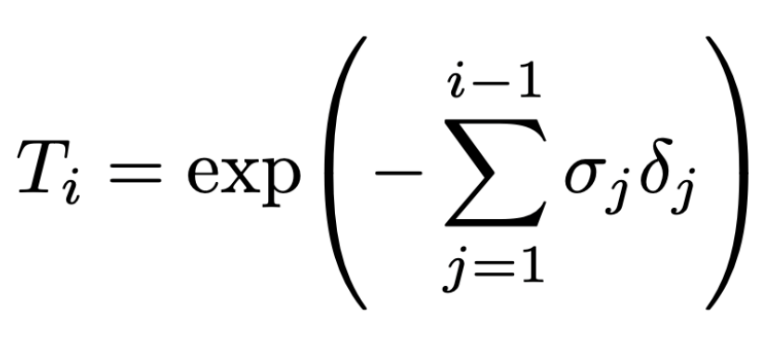 T_i = \exp\left(-\sum_{j=1}^{i-1} \sigma_j \delta_j\right)